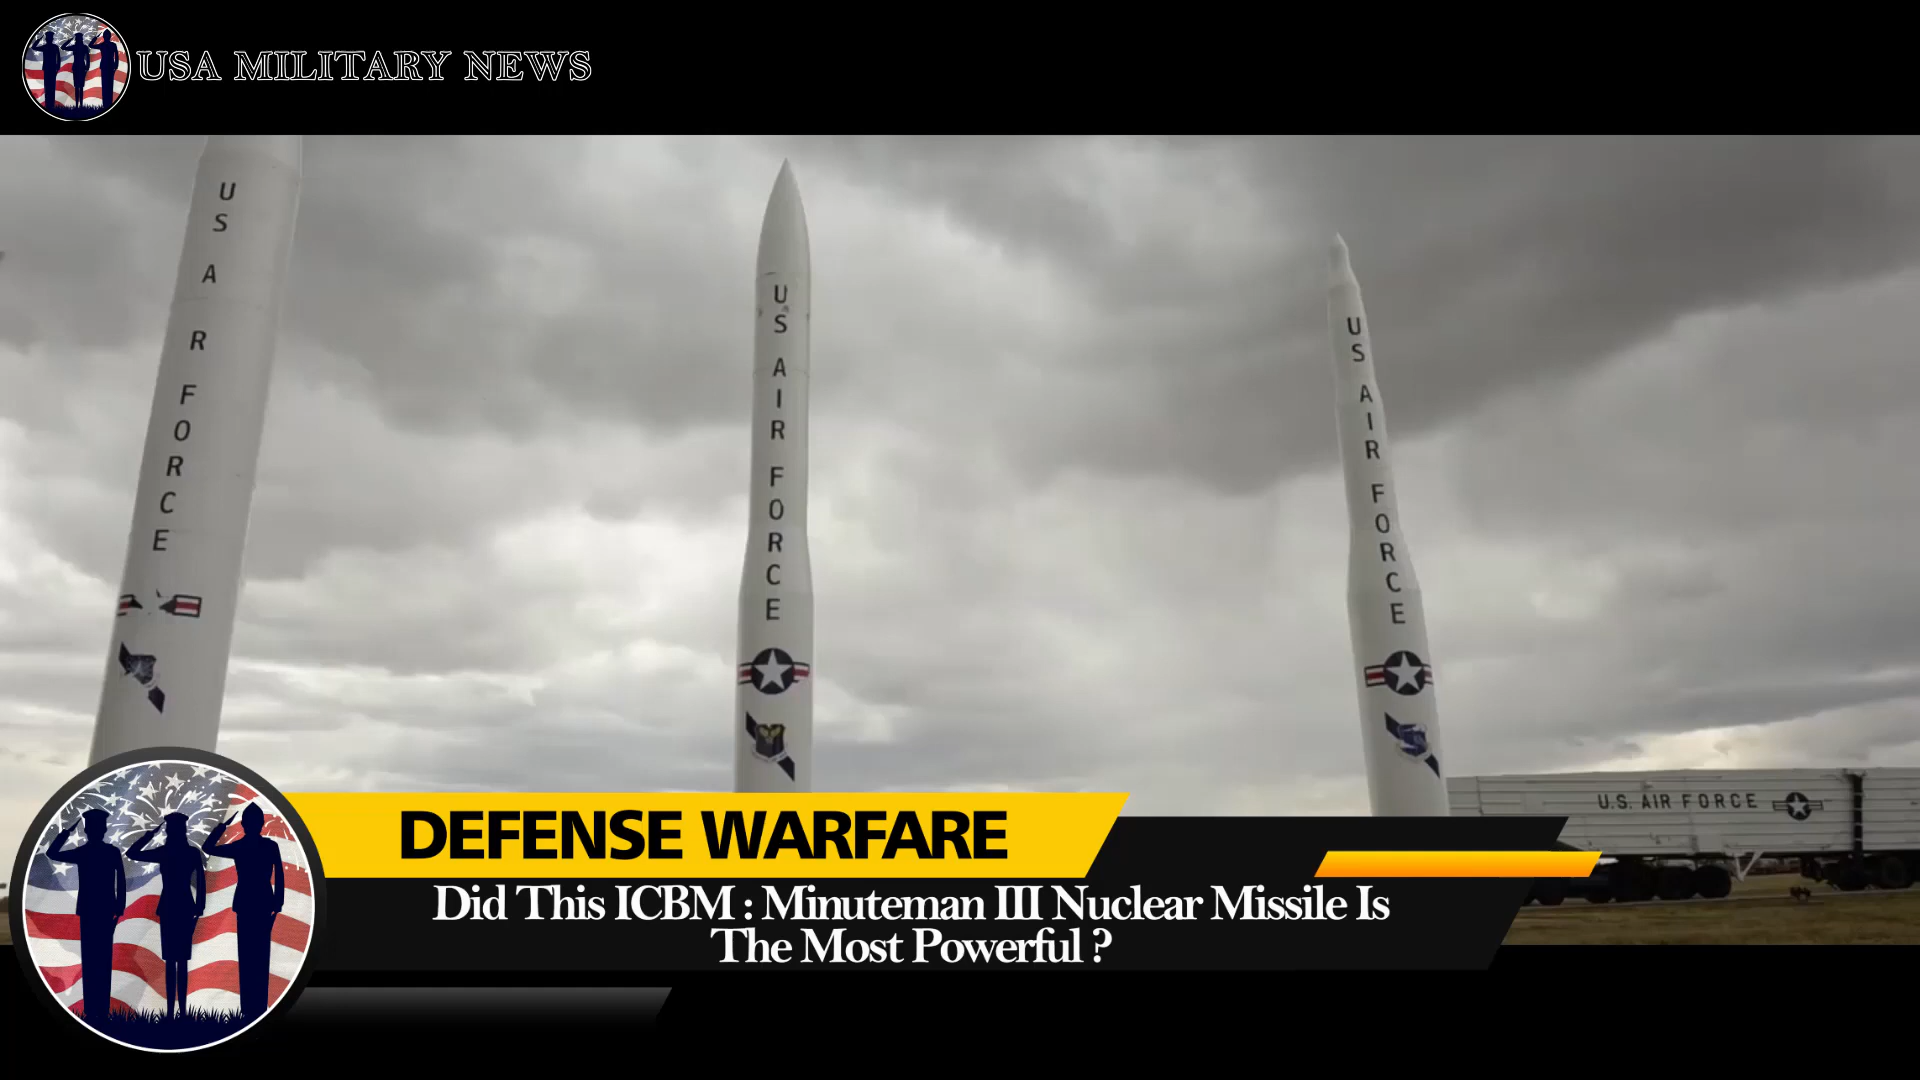 USA MILITARY NEWS
US A R FORCE
US AIR FORCE
US AIR FORCE
U.S. AIR FORCE
DEFENSE WARFARE
Did This ICBM : Minuteman III Nuclear Missile Is
The Most Powerful ?